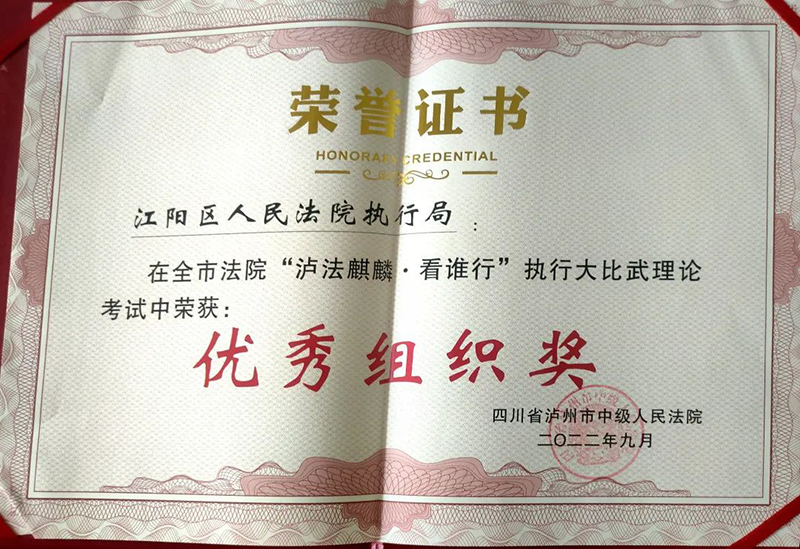 荣誉证书
HONORARY CREDENTIAL
江阳区人民法院执行局：
在全市法院“泸法麒麟·看谁行”执行大比武理论
考试中荣获：
优秀组织奖
四川省泸州市中级人民法院
二〇二二年九月